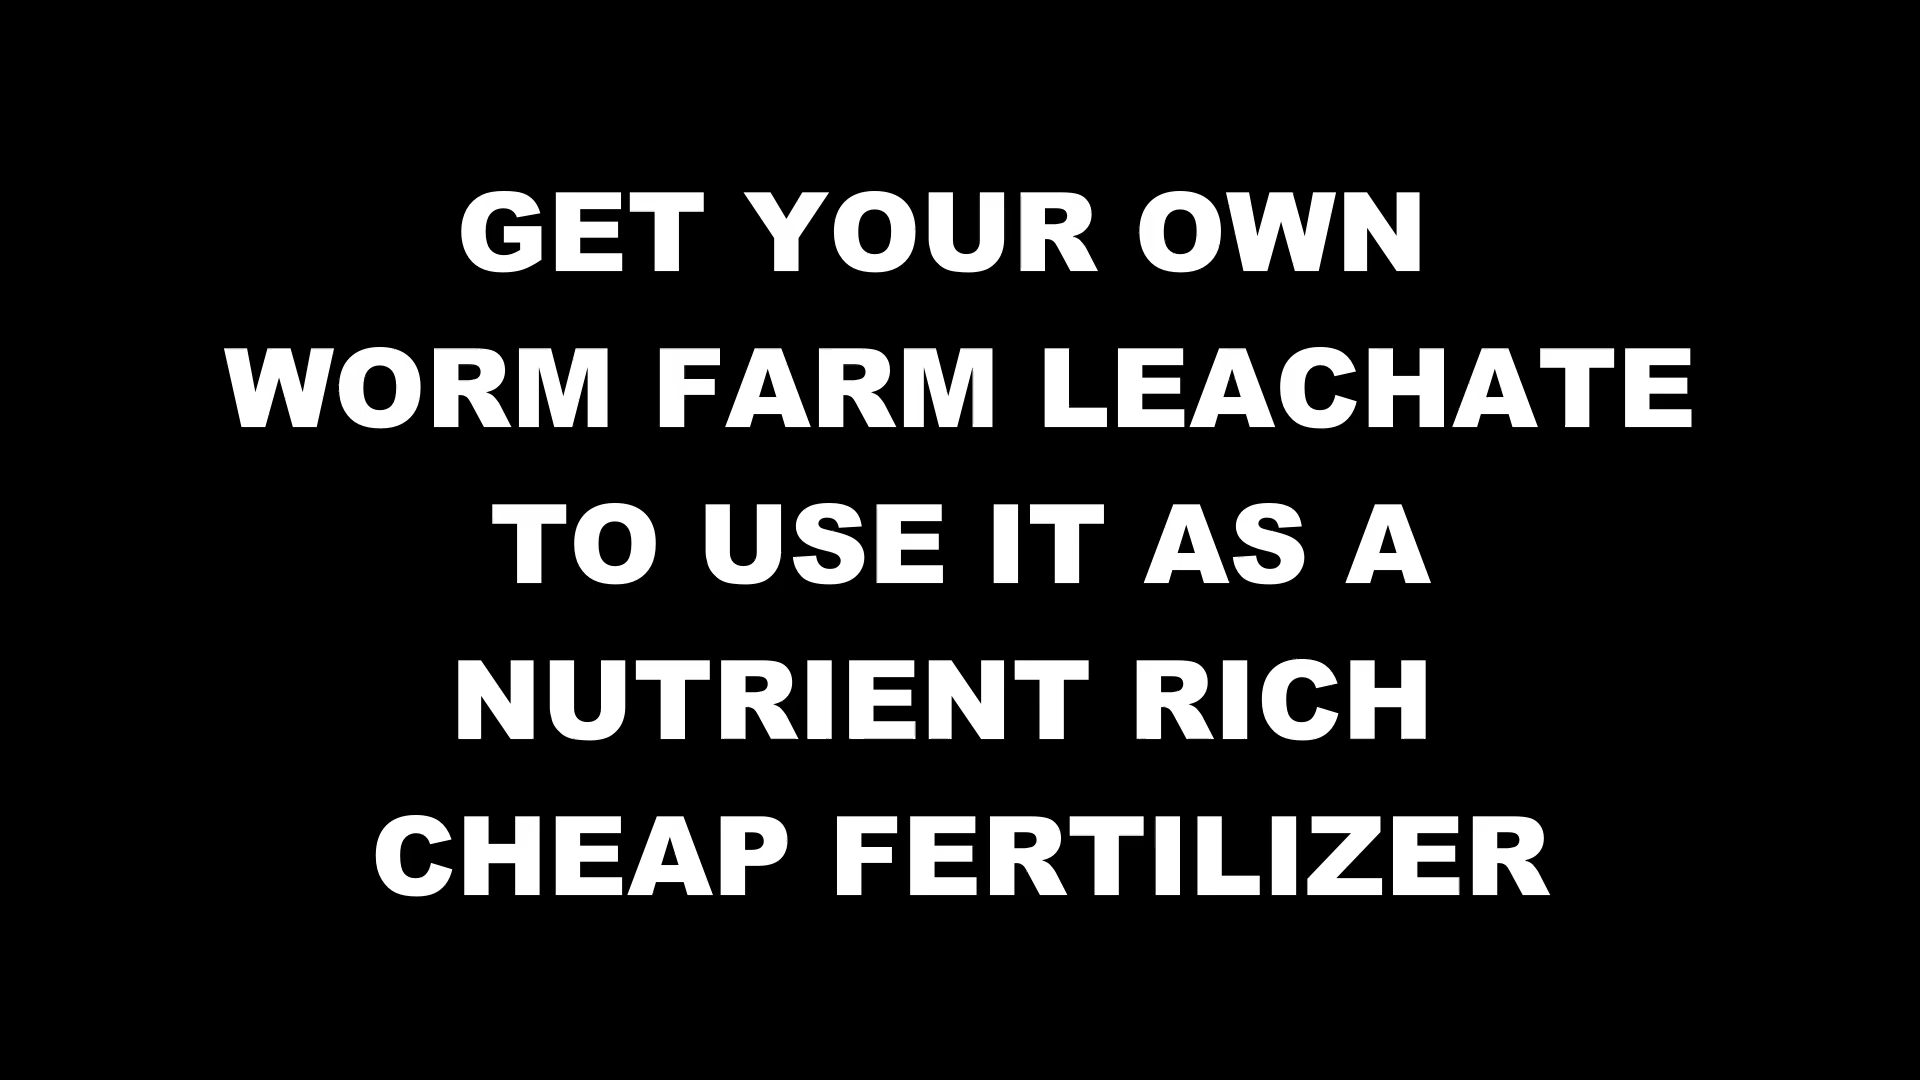 GET YOUR OWN
WORM FARM LEACHATE
TO USE IT AS A
NUTRIENT RICH
CHEAP FERTILIZER